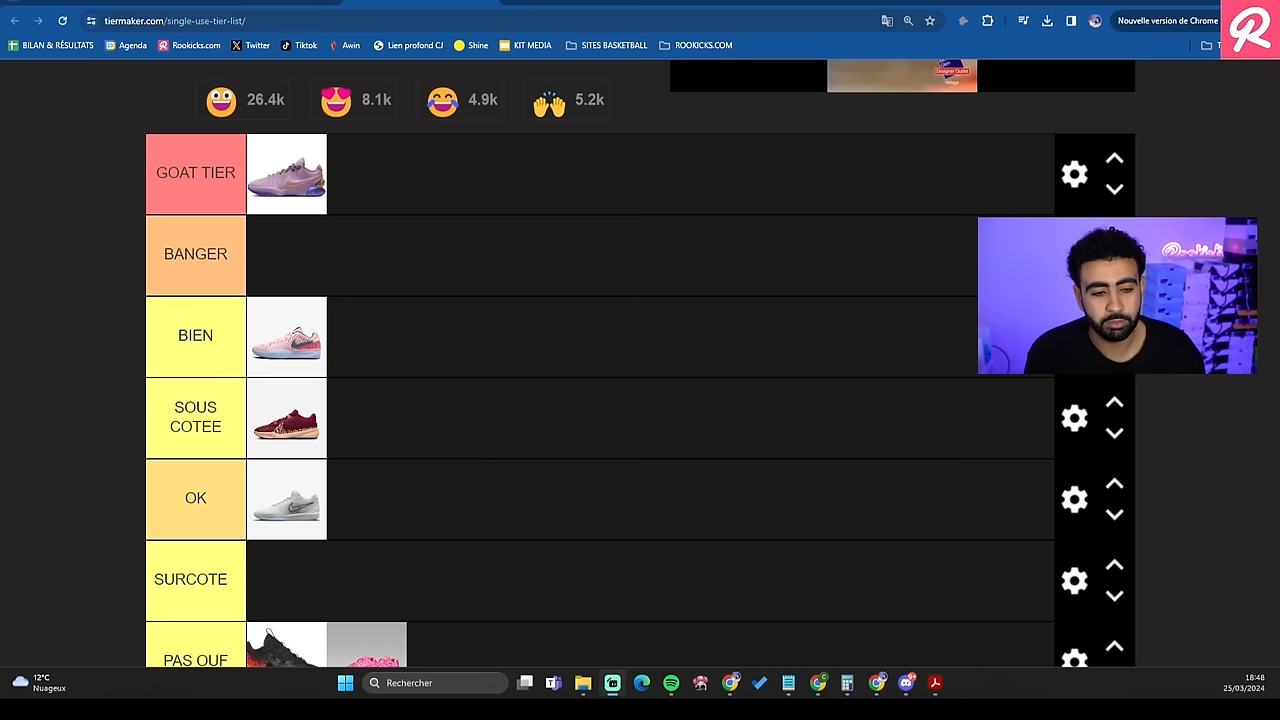 tiermaker.com/single-use-tier-list/
Nouvelle version de Chrome
BILAN & RÉSULTATS
Agenda
Rookicks.com
Twitter
Tiktok
Awin
Lien profond CJ
Shine
KIT MEDIA
SITES BASKETBALL
ROOKICKS.COM
R
Designer Outlet
26.4k
8.1k
4.9k
5.2k
GOAT TIER
BANGER
BIEN
SOUS
COTEE
OK
SURCOTE
PAS OUF
12°C
Nuageux
Rechercher
18:48
25/03/2024